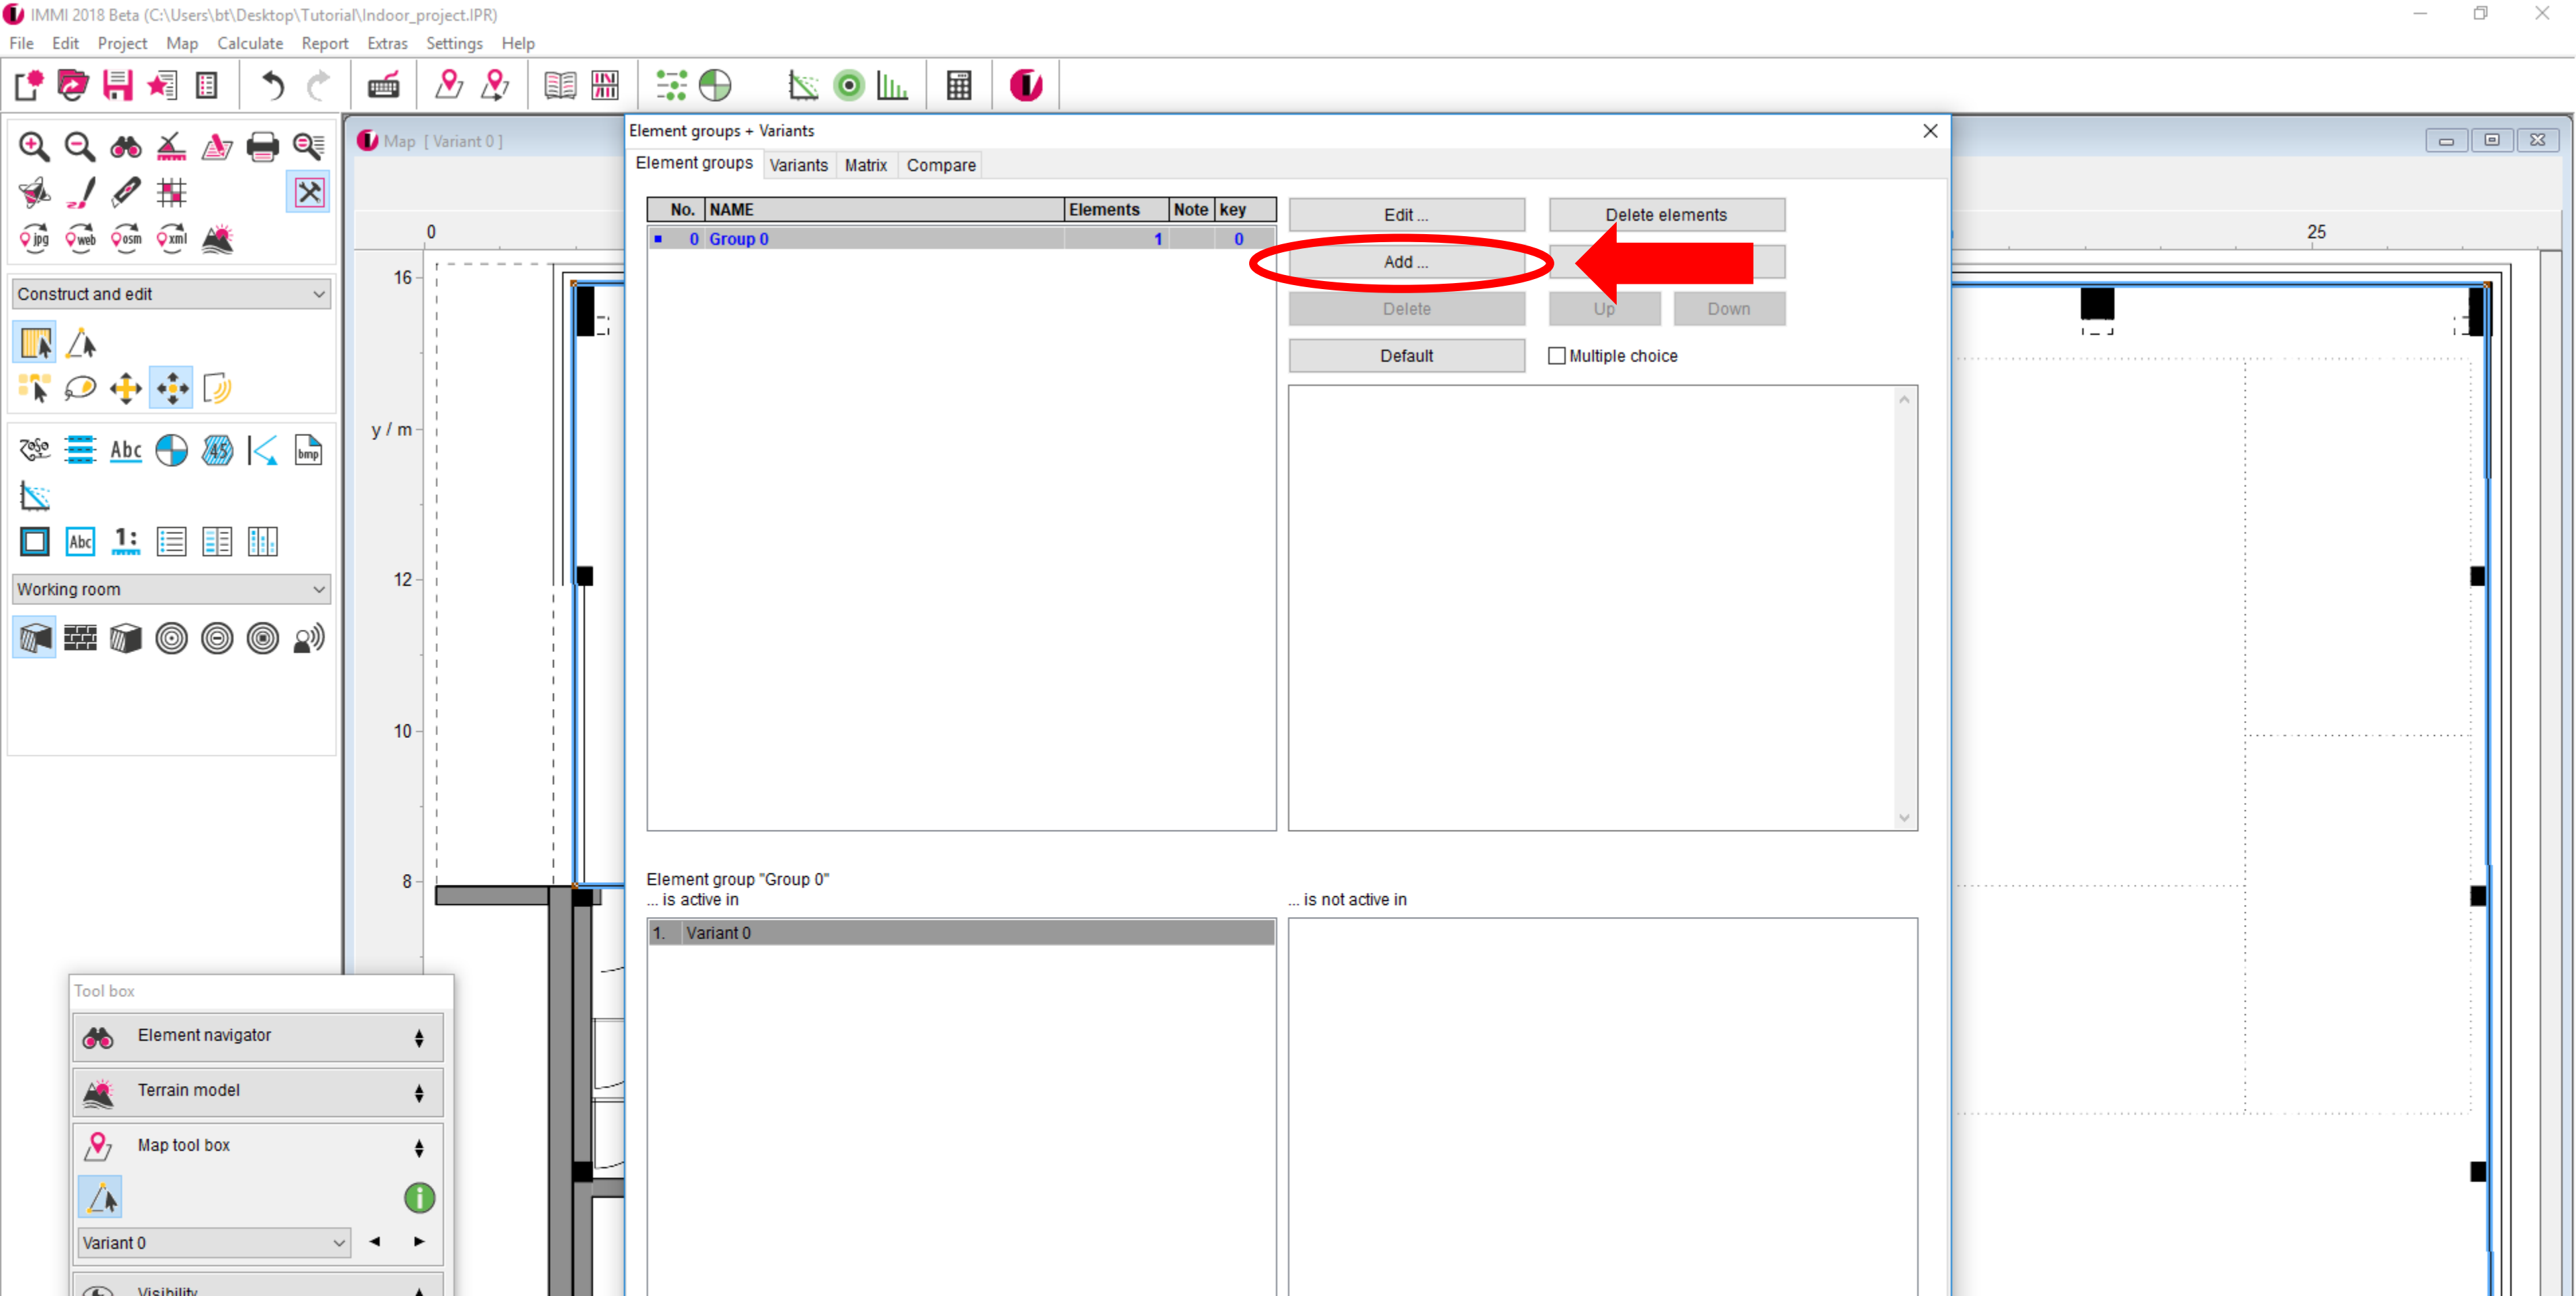 IMMI 2018 Beta (C:\Users\bt\Desktop\Tutorial\Indoor_project.IPR)
File Edit Project Map Calculate Report Extras Settings Help
Map [ Variant 0 ]
Element groups + Variants
Element groups Variants Matrix Compare
No. NAME Elements Note key
0 Group 0 1 0
Edit ... Delete elements
Add ...
Delete Up Down
Default Multiple choice
jpg web osm xml
Construct and edit
Abc 45 bmp
Abc 1:
Working room
0 25
16
y / m
12
10
8
Element group "Group 0"
... is active in ... is not active in
1. Variant 0
Tool box
Element navigator
Terrain model
Map tool box
Variant 0
Visibility